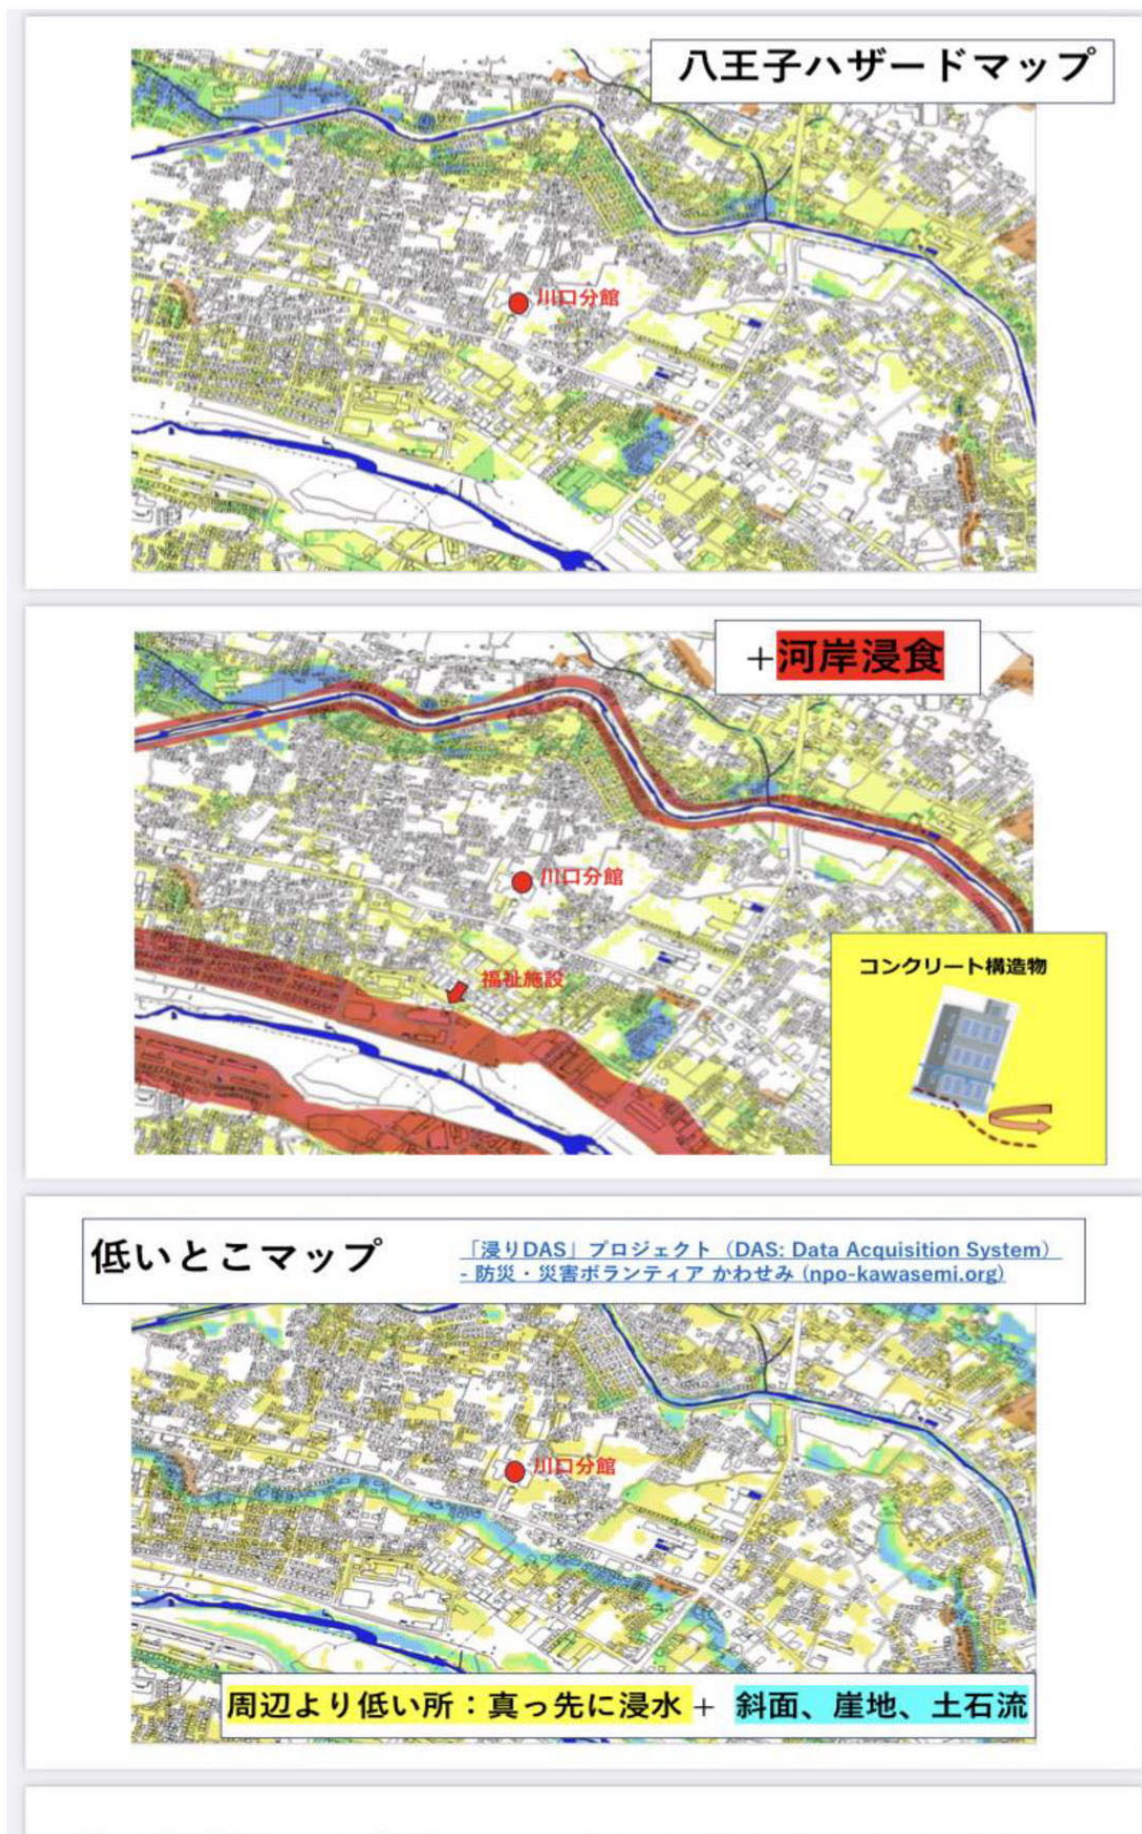 八王子ハザードマップ
川口分館
+河岸浸食
川口分館
福祉施設
コンクリート構造物
低いとこマップ
「浸りDAS」プロジェクト（DAS: Data Acquisition System）
- 防災・災害ボランティア かわせみ (npo-kawasemi.org)
川口分館
周辺より低い所：真っ先に浸水 + 斜面、崖地、土石流